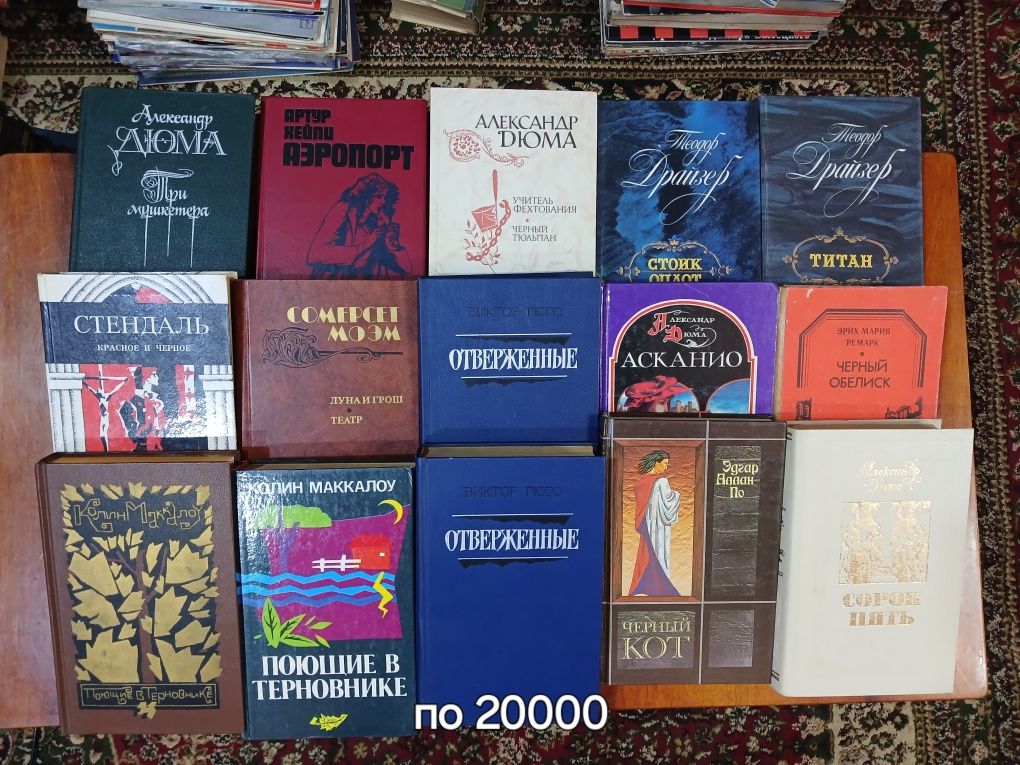 Александр
ДЮМА
Три
мушкетера
АРТУР
ХЕЙЛИ
АЭРОПОРТ
АЛЕКСАНДР
ДЮМА
УЧИТЕЛЬ
ФЕХТОВАНИЯ
ЧЕРНЫЙ
ТЮЛЬПАН
Теодор
Драйзер
СТОИК
ОПЛОТ
Теодор
Драйзер
ТИТАН
СТЕНДАЛЬ
КРАСНОЕ И ЧЕРНОЕ
СОМЕРСЕТ
МОЭМ
ЛУНА И ГРОШ
ТЕАТР
ВИКТОР ГЮГО
ОТВЕРЖЕННЫЕ
АЛЕКСАНДР
ДЮМА
АСКАНИО
ЭРИХ МАРИЯ
РЕМАРК
ЧЕРНЫЙ
ОБЕЛИСК
Колин Маккалоу
Поющие в Терновнике
КОЛИН МАККАЛОУ
ПОЮЩИЕ В
ТЕРНОВНИКЕ
ВИКТОР ГЮГО
ОТВЕРЖЕННЫЕ
Эдгар
Аллан
По
ЧЕРНЫЙ
КОТ
Александр
Дюма
СОРОК
ПЯТЬ
по 20000